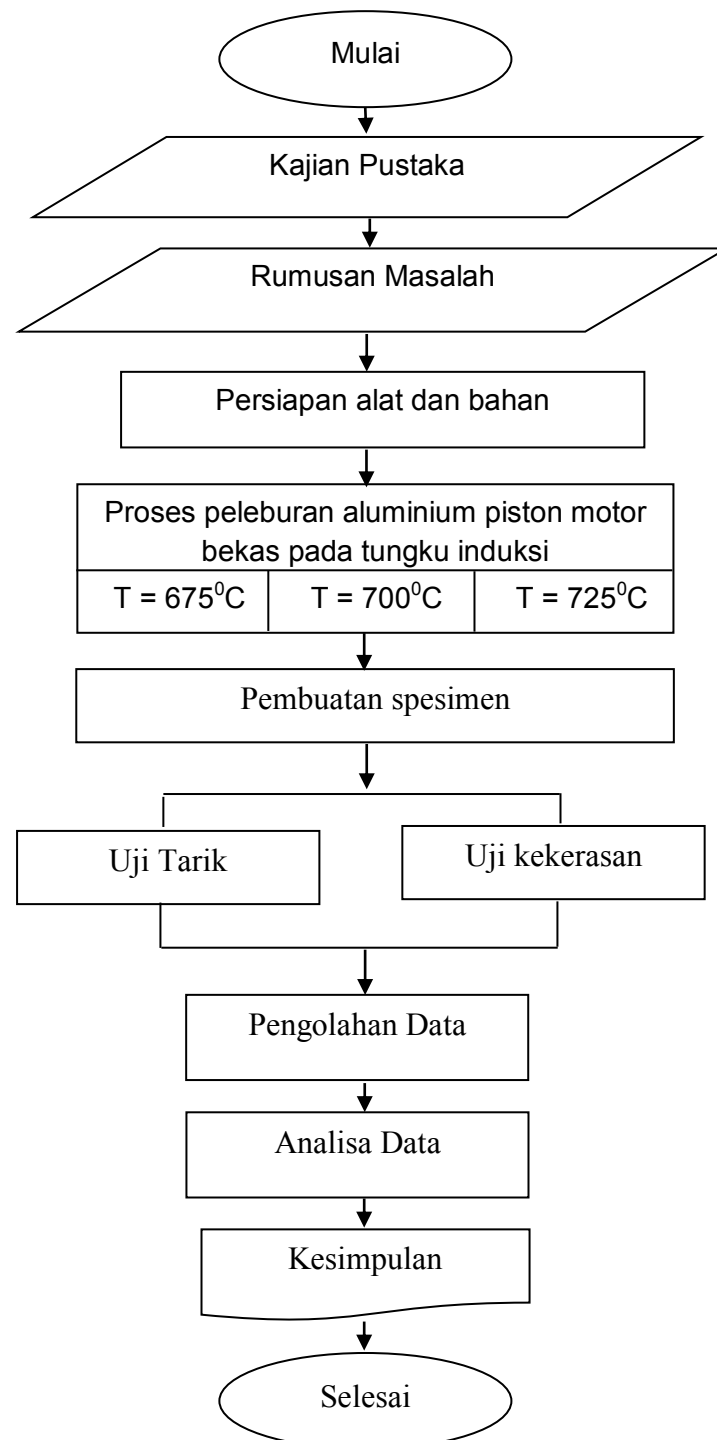 Mulai
Kajian Pustaka
Rumusan Masalah
Persiapan alat dan bahan
Proses peleburan aluminium piston motor
bekas pada tungku induksi
T = 675⁰C T = 700⁰C T = 725⁰C
Pembuatan spesimen
Uji Tarik Uji kekerasan
Pengolahan Data
Analisa Data
Kesimpulan
Selesai